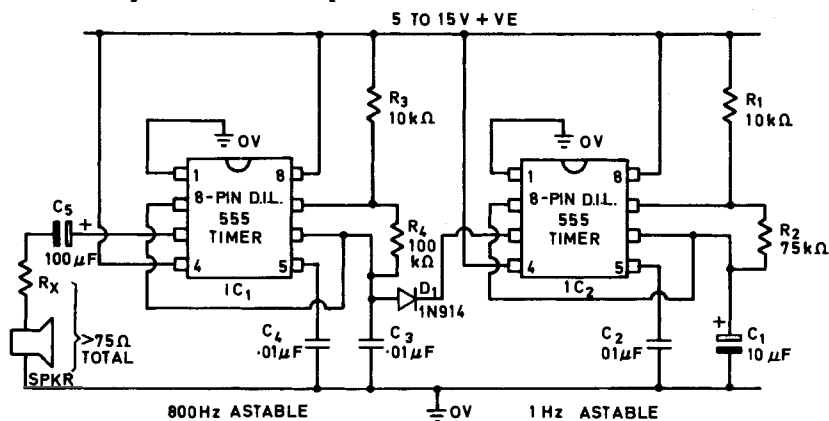 5 TO 15V + VE
R3
10kΩ
R1
10kΩ
0V
0V
1
8
8-PIN D.I.L.
555
TIMER
4
5
IC1
1
8
8-PIN D.I.L.
555
TIMER
4
5
IC2
C5
+
100µF
R4
100
kΩ
R2
75kΩ
RX
>75Ω
TOTAL
SPKR
D1
1N914
C4
.01µF
C3
.01µF
C2
01µF
+
C1
10µF
800Hz ASTABLE
0V
1Hz ASTABLE